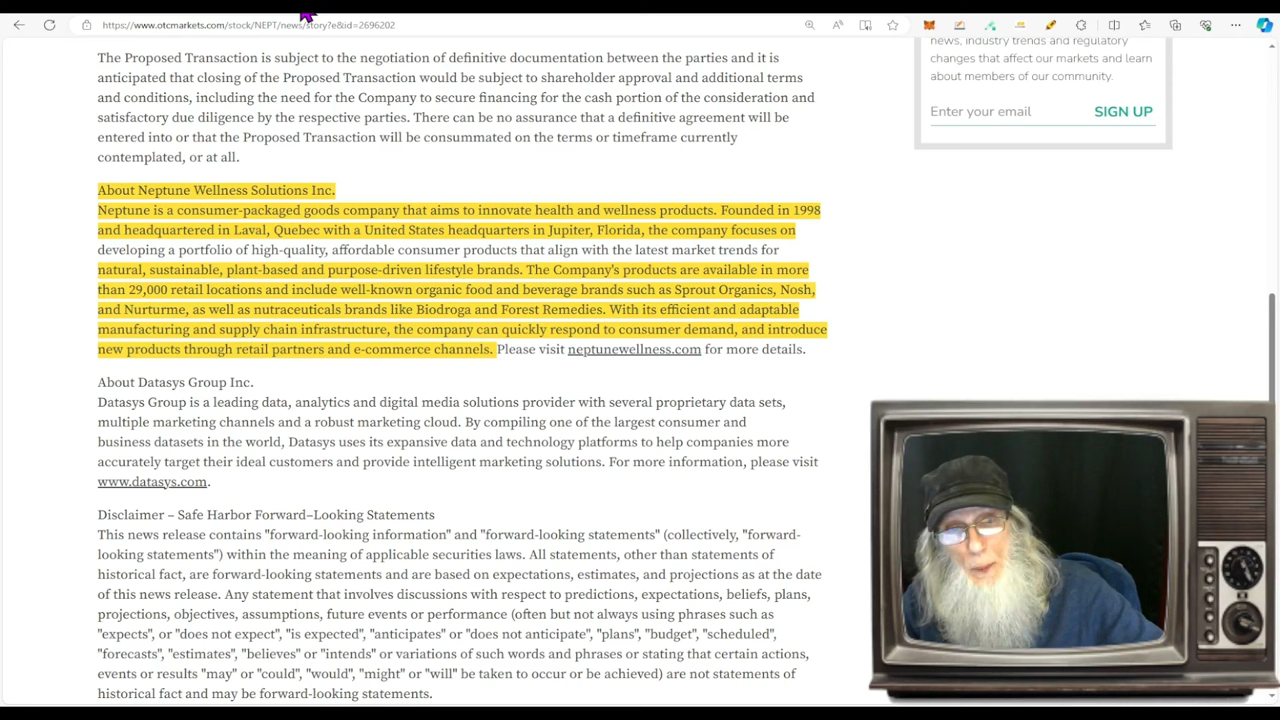 https://www.otcmarkets.com/stock/NEPT/news/story?e&id=2696202
news, industry trends and regulatory
changes that affect our markets and learn
about members of our community.
Enter your email SIGN UP
The Proposed Transaction is subject to the negotiation of definitive documentation between the parties and it is
anticipated that closing of the Proposed Transaction would be subject to shareholder approval and additional terms
and conditions, including the need for the Company to secure financing for the cash portion of the consideration and
satisfactory due diligence by the respective parties. There can be no assurance that a definitive agreement will be
entered into or that the Proposed Transaction will be consummated on the terms or timeframe currently
contemplated, or at all.
About Neptune Wellness Solutions Inc.
Neptune is a consumer-packaged goods company that aims to innovate health and wellness products. Founded in 1998
and headquartered in Laval, Quebec with a United States headquarters in Jupiter, Florida, the company focuses on
developing a portfolio of high-quality, affordable consumer products that align with the latest market trends for
natural, sustainable, plant-based and purpose-driven lifestyle brands. The Company's products are available in more
than 29,000 retail locations and include well-known organic food and beverage brands such as Sprout Organics, Nosh,
and Nurturme, as well as nutraceuticals brands like Biodroga and Forest Remedies. With its efficient and adaptable
manufacturing and supply chain infrastructure, the company can quickly respond to consumer demand, and introduce
new products through retail partners and e-commerce channels. Please visit neptunewellness.com for more details.
About Datasys Group Inc.
Datasys Group is a leading data, analytics and digital media solutions provider with several proprietary data sets,
multiple marketing channels and a robust marketing cloud. By compiling one of the largest consumer and
business datasets in the world, Datasys uses its expansive data and technology platforms to help companies more
accurately target their ideal customers and provide intelligent marketing solutions. For more information, please visit
www.datasys.com.
Disclaimer – Safe Harbor Forward–Looking Statements
This news release contains "forward-looking information" and "forward-looking statements" (collectively, "forward-
looking statements") within the meaning of applicable securities laws. All statements, other than statements of
historical fact, are forward-looking statements and are based on expectations, estimates, and projections as at the date
of this news release. Any statement that involves discussions with respect to predictions, expectations, beliefs, plans,
projections, objectives, assumptions, future events or performance (often but not always using phrases such as
"expects", or "does not expect", "is expected", "anticipates" or "does not anticipate", "plans", "budget", "scheduled",
"forecasts", "estimates", "believes" or "intends" or variations of such words and phrases or stating that certain actions,
events or results "may" or "could", "would", "might" or "will" be taken to occur or be achieved) are not statements of
historical fact and may be forward-looking statements.